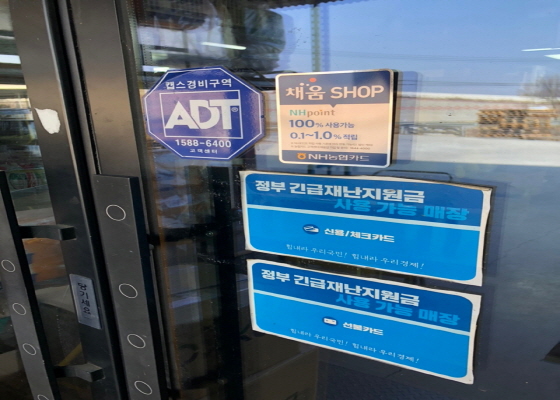 캡스경비구역
ADT
1588-6400
고객센터
채움 SHOP
NHpoint
100% 사용가능
0.1~1.0% 적립
NH농협카드
정부 긴급재난지원금
사용 가능 매장
신용/체크카드
힘내라 우리국민! 힘내라 우리경제!
정부 긴급재난지원금
사용 가능 매장
선불카드
힘내라 우리국민! 힘내라 우리경제!